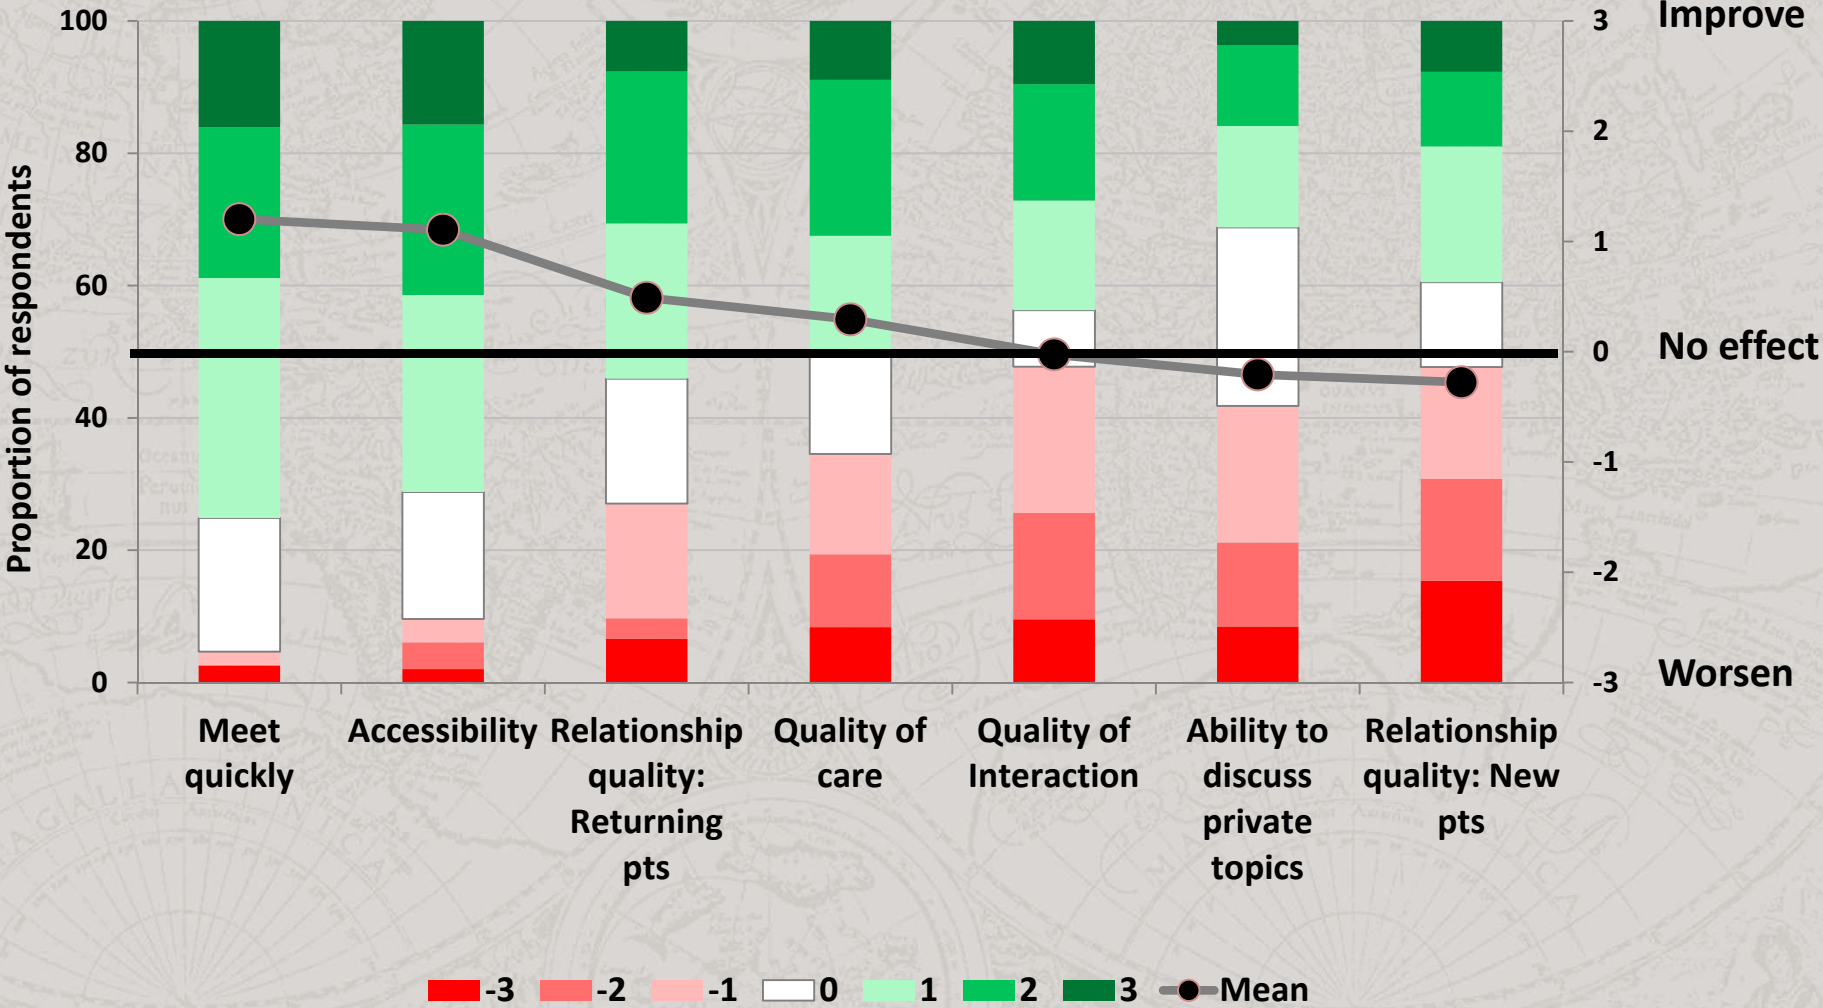 Proportion of respondents
100
80
60
40
20
0
3
2
1
0
-1
-2
-3
Improve
No effect
Worsen
Meet
quickly
Accessibility
Relationship
quality:
Returning
pts
Quality of
care
Quality of
Interaction
Ability to
discuss
private
topics
Relationship
quality: New
pts
-3 -2 -1 0 1 2 3 Mean